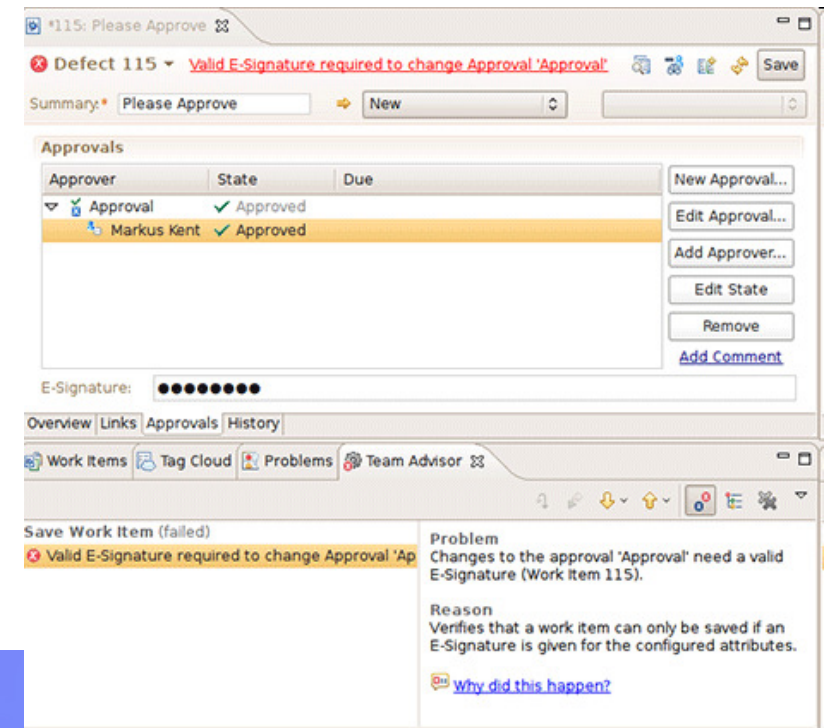 *115: Please Approve
Defect 115 Valid E-Signature required to change Approval 'Approval' Save
Summary:* Please Approve New
Approvals
Approver State Due New Approval...
Approval Approved
Edit Approval...
Markus Kent Approved
Add Approver...
Edit State
Remove
Add Comment
E-Signature: ●●●●●●●●
Overview Links Approvals History
Work Items Tag Cloud Problems Team Advisor
Save Work Item (failed)
Valid E-Signature required to change Approval 'Ap
Problem
Changes to the approval 'Approval' need a valid
E-Signature (Work Item 115).
Reason
Verifies that a work item can only be saved if an
E-Signature is given for the configured attributes.
Why did this happen?